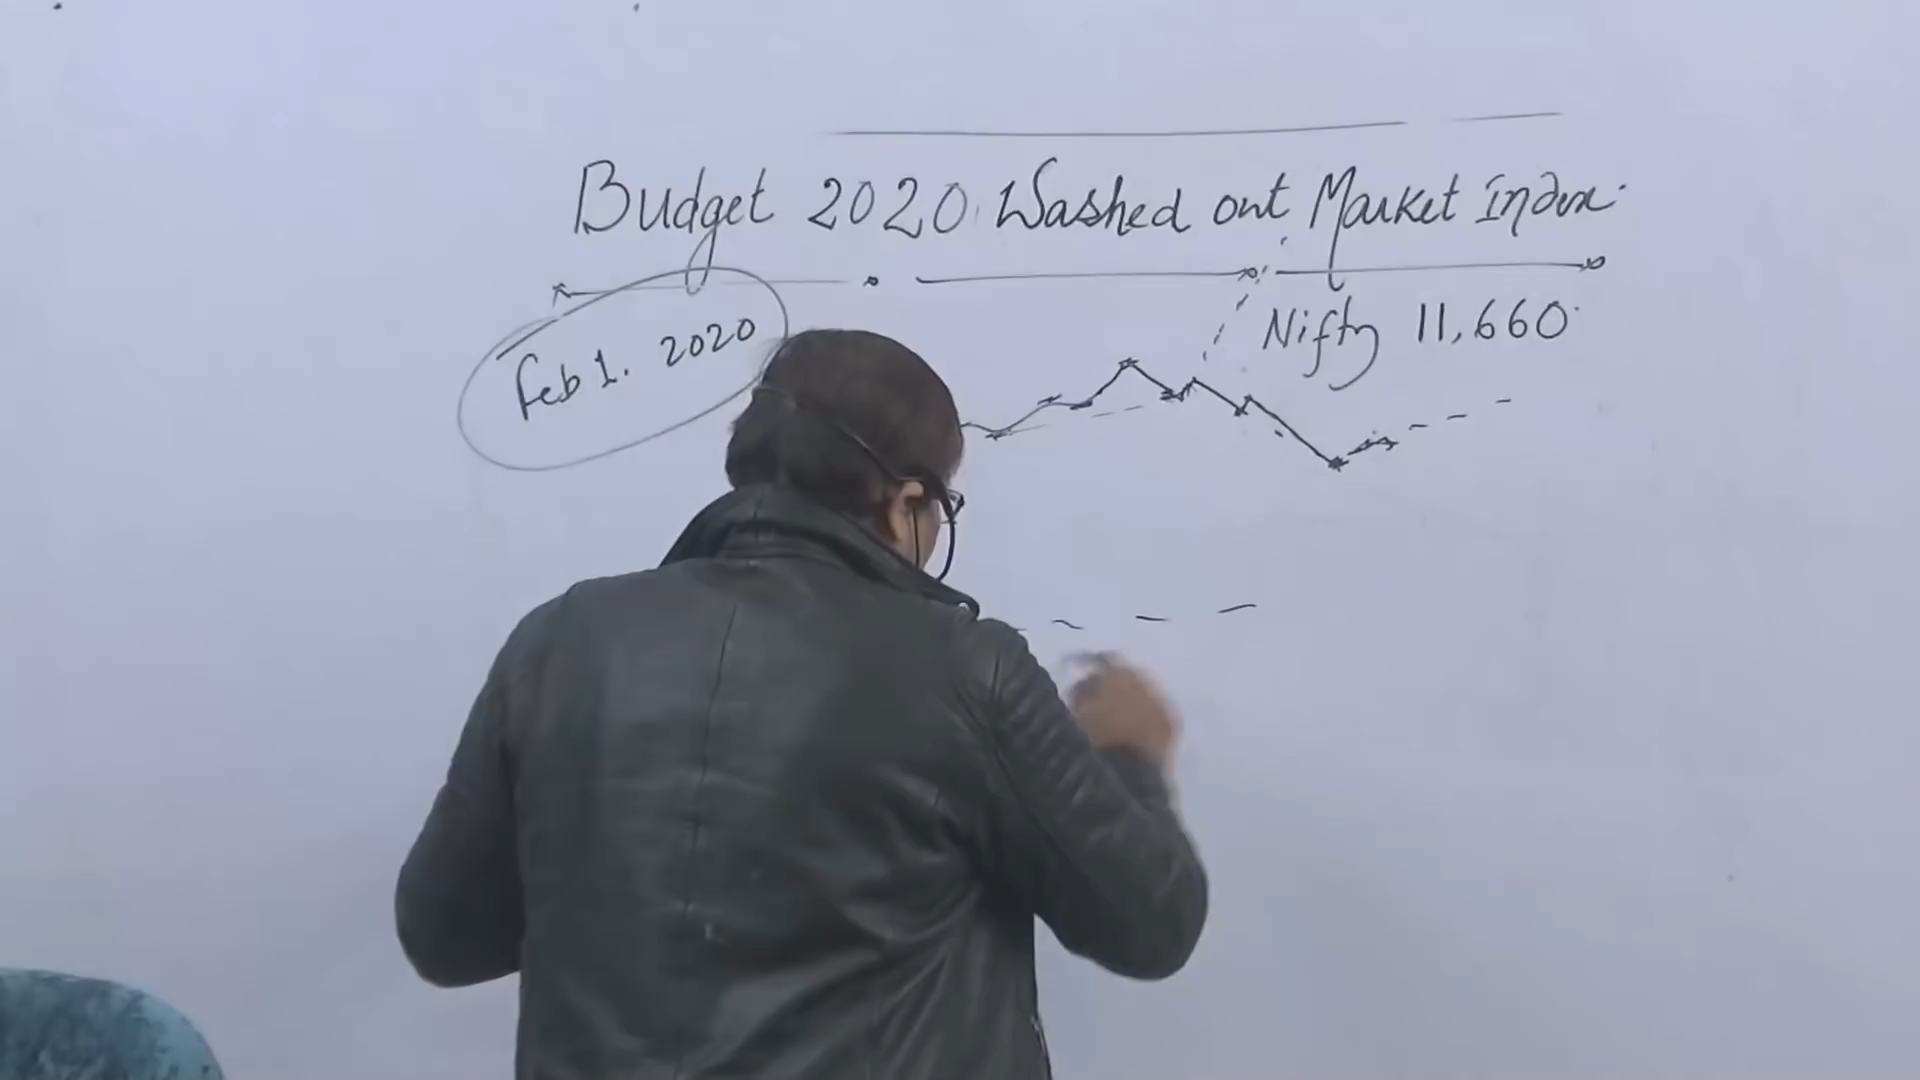 Budget 2020 Washed out Market Index.
Feb 1. 2020
Nifty 11,660